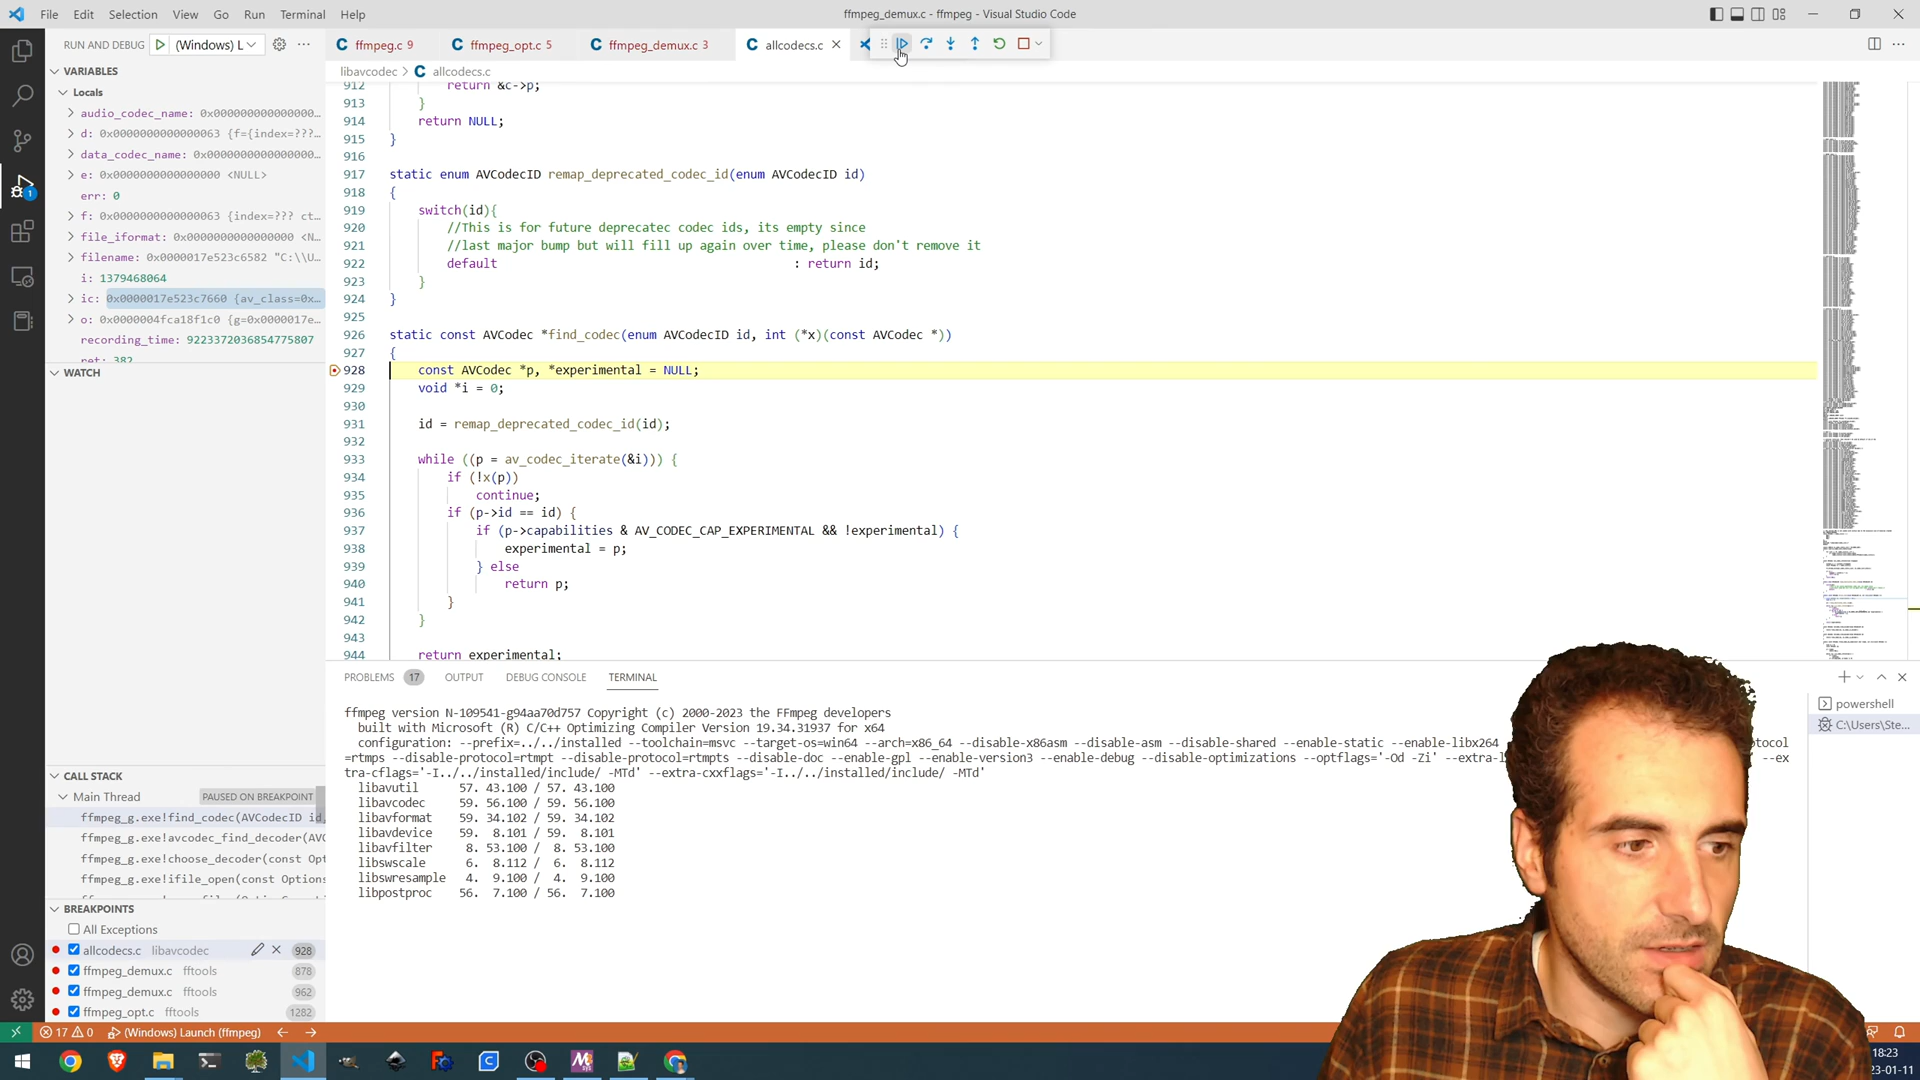 File Edit Selection View Go Run Terminal Help
ffmpeg_demux.c - ffmpeg - Visual Studio Code
RUN AND DEBUG (Windows) L
ffmpeg.c 9 ffmpeg_opt.c 5 ffmpeg_demux.c 3 allcodecs.c
libavcodec > allcodecs.c
VARIABLES
Locals
audio_codec_name: 0x000000000000000...
d: 0x0000000000000063 {f={index=???...
data_codec_name: 0x0000000000000000...
e: 0x0000000000000000 <NULL>
err: 0
f: 0x0000000000000063 {index=??? ct...
file_iformat: 0x0000000000000000 <N...
filename: 0x0000017e523c6582 "C:\\U...
i: 1379468064
ic: 0x0000017e523c7660 {av_class=0x...
o: 0x0000004fca18f1c0 {g=0x0000017e...
recording_time: 9223372036854775807
ret: 382
WATCH
CALL STACK
Main Thread PAUSED ON BREAKPOINT
ffmpeg_g.exe!find_codec(AVCodecID id,
ffmpeg_g.exe!avcodec_find_decoder(AVC
ffmpeg_g.exe!choose_decoder(const Opt
ffmpeg_g.exe!ifile_open(const Options
BREAKPOINTS
All Exceptions
allcodecs.c libavcodec 928
ffmpeg_demux.c fftools 878
ffmpeg_demux.c fftools 962
ffmpeg_opt.c fftools 1282
912 return &c->p;
913 }
914 return NULL;
915 }
916
917 static enum AVCodecID remap_deprecated_codec_id(enum AVCodecID id)
918 {
919 switch(id){
920 //This is for future deprecatec codec ids, its empty since
921 //last major bump but will fill up again over time, please don't remove it
922 default : return id;
923 }
924 }
925
926 static const AVCodec *find_codec(enum AVCodecID id, int (*x)(const AVCodec *))
927 {
928 const AVCodec *p, *experimental = NULL;
929 void *i = 0;
930
931 id = remap_deprecated_codec_id(id);
932
933 while ((p = av_codec_iterate(&i))) {
934 if (!x(p))
935 continue;
936 if (p->id == id) {
937 if (p->capabilities & AV_CODEC_CAP_EXPERIMENTAL && !experimental) {
938 experimental = p;
939 } else
940 return p;
941 }
942 }
943
944 return experimental;
PROBLEMS 17 OUTPUT DEBUG CONSOLE TERMINAL
powershell
C:\Users\Ste...
ffmpeg version N-109541-g94aa70d757 Copyright (c) 2000-2023 the FFmpeg developers
built with Microsoft (R) C/C++ Optimizing Compiler Version 19.34.31937 for x64
configuration: --prefix=../../installed --toolchain=msvc --target-os=win64 --arch=x86_64 --disable-x86asm --disable-asm --disable-shared --enable-static --enable-libx264 otocol
=rtmps --disable-protocol=rtmpt --disable-protocol=rtmpts --disable-doc --enable-gpl --enable-version3 --enable-debug --disable-optimizations --optflags='-Od -Zi' --extra-l --ex
tra-cflags='-I../../installed/include/ -MTd' --extra-cxxflags='-I../../installed/include/ -MTd'
libavutil 57. 43.100 / 57. 43.100
libavcodec 59. 56.100 / 59. 56.100
libavformat 59. 34.102 / 59. 34.102
libavdevice 59. 8.101 / 59. 8.101
libavfilter 8. 53.100 / 8. 53.100
libswscale 6. 8.112 / 6. 8.112
libswresample 4. 9.100 / 4. 9.100
libpostproc 56. 7.100 / 56. 7.100
17 0 (Windows) Launch (ffmpeg)
18:23
23-01-11